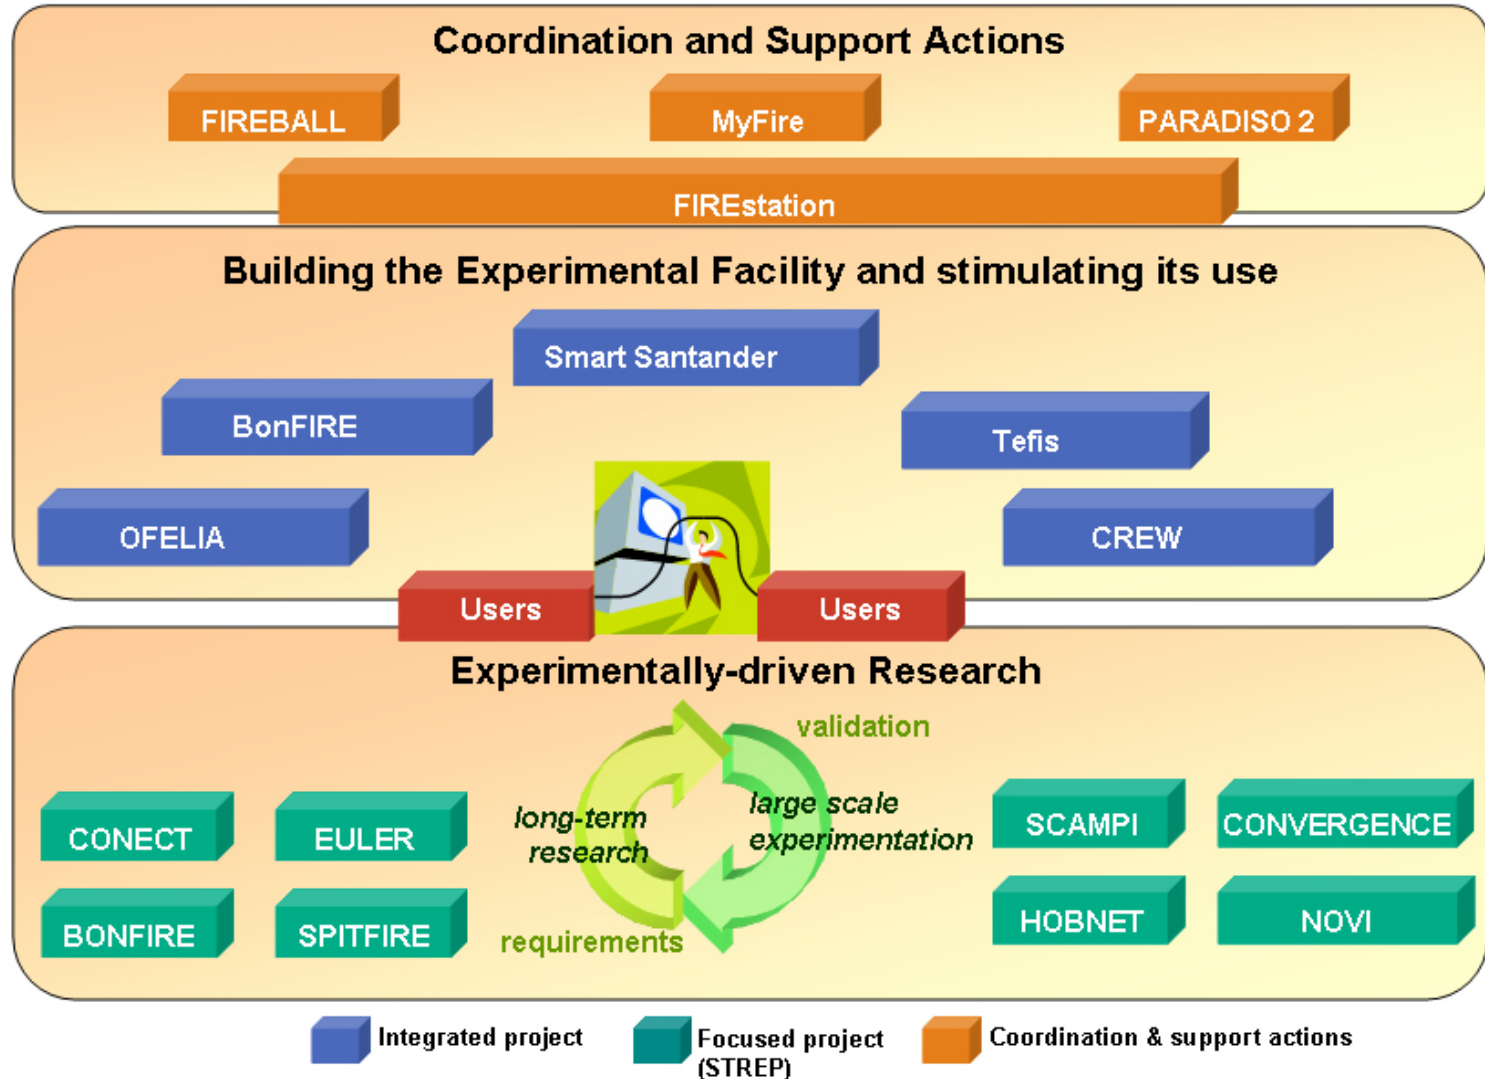 Coordination and Support Actions
FIREBALL
MyFire
PARADISO 2
FIREstation
Building the Experimental Facility and stimulating its use
Smart Santander
BonFIRE
Tefis
OFELIA
CREW
Users
Users
Experimentally-driven Research
validation
long-term
research
large scale
experimentation
requirements
CONECT
EULER
SCAMPI
CONVERGENCE
BONFIRE
SPITFIRE
HOBNET
NOVI
Integrated project
Focused project
(STREP)
Coordination & support actions